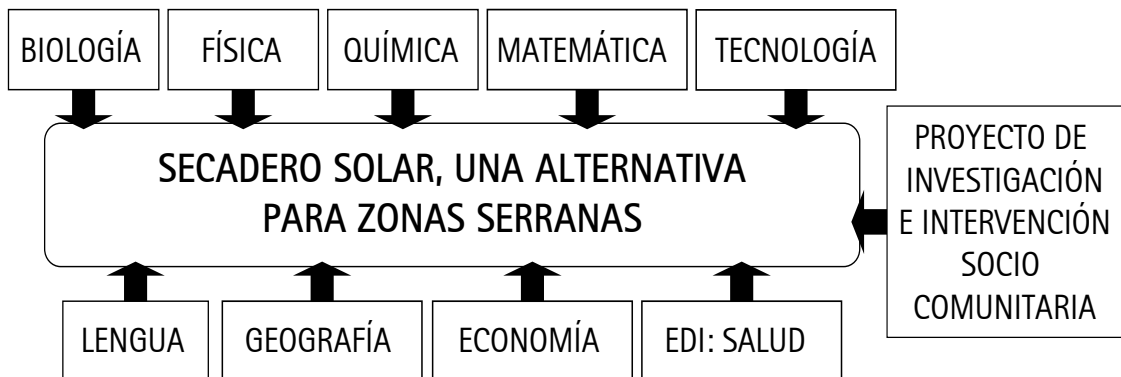 BIOLOGÍA
FÍSICA
QUÍMICA
MATEMÁTICA
TECNOLOGÍA
SECADERO SOLAR, UNA ALTERNATIVA
PARA ZONAS SERRANAS
PROYECTO DE
INVESTIGACIÓN
E INTERVENCIÓN
SOCIO
COMUNITARIA
LENGUA
GEOGRAFÍA
ECONOMÍA
EDI: SALUD